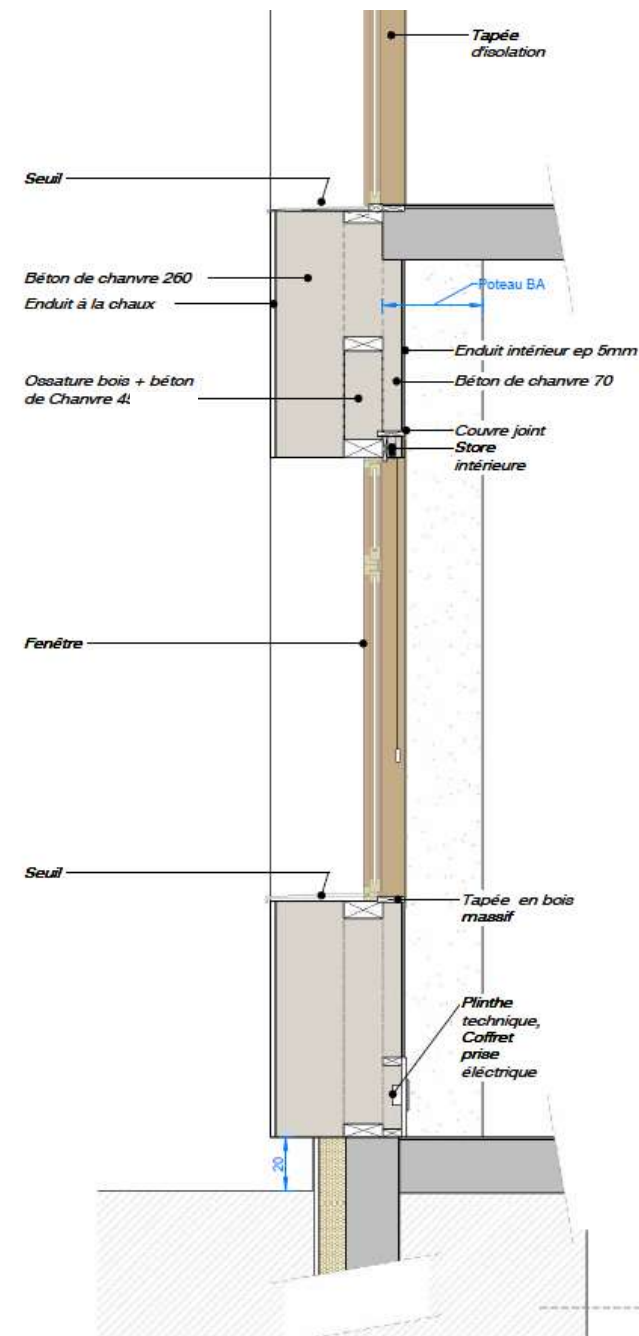 Tapée
d'isolation
Seuil
Béton de chanvre 260
Enduit à la chaux
Poteau BA
Enduit intérieur ep 5mm
Ossature bois + béton
de Chanvre
Béton de chanvre 70
Couvre joint
Store
intérieure
Fenêtre
Seuil
Tapée en bois
massif
Plinthe
technique,
Coffret
prise
éléctrique
20